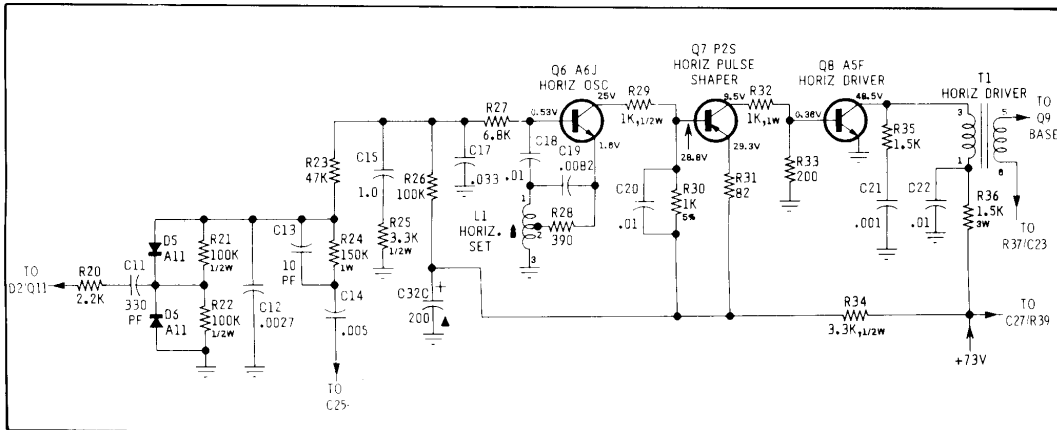 Q7 P2S
HORIZ PULSE
SHAPER
Q6 A6J
HORIZ OSC
Q8 A5F
HORIZ DRIVER
T1
HORIZ DRIVER
25V
R29
1K,1/2W
9.5V
R32
1K,1W
48.5V
3
5
TO
Q9
BASE
R27
6.8K
0.53V
1.6V
28.8V
29.3V
0.36V
R35
1.5K
1
6
R23
47K
C15
1.0
R26
100K
C17
.033
C18
.01
C19
.0082
C20
.01
R30
1K
5%
R31
82
R33
200
C21
.001
C22
.01
R36
1.5K
3W
TO
R37/C23
L1
HORIZ.
SET
1
2
3
R28
390
R25
3.3K
1/2W
D5
A11
R21
100K
1/2W
C13
10
PF
R24
150K
1W
TO
D2/Q11
R20
2.2K
C11
330
PF
D6
A11
R22
100K
1/2W
C12
.0027
C14
.005
C32C
200
+
R34
3.3K,1/2W
TO
C27/R39
+73V
TO
C25-